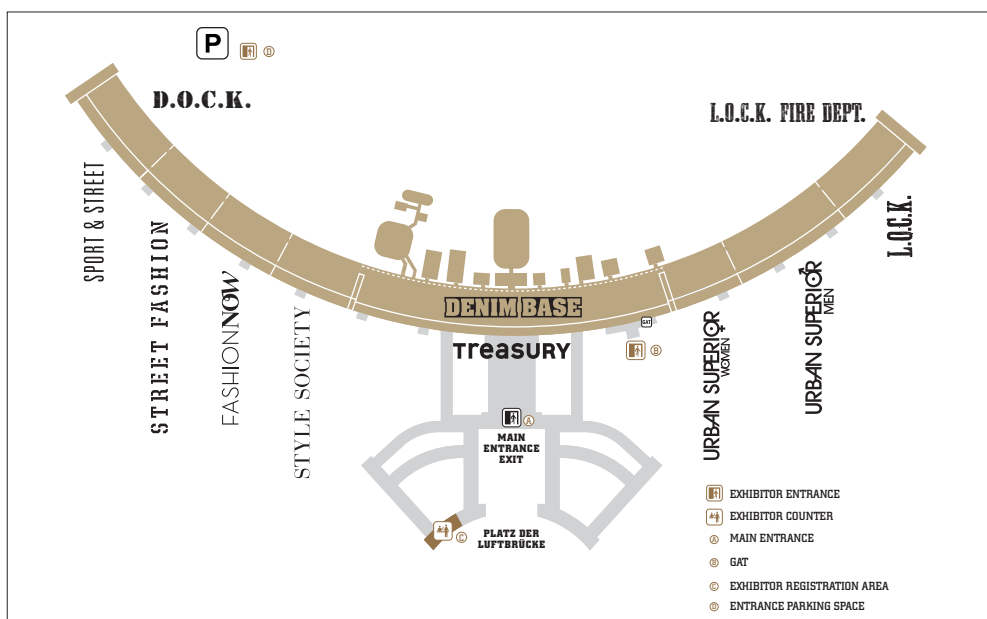 P
D
D.O.C.K.
L.O.C.K. FIRE DEPT.
SPORT & STREET
STREET FASHION
FASHIONNOW
STYLE SOCIETY
DENIM BASE
TREASURY
GAT
B
URBAN SUPERIOR
WOMEN
URBAN SUPERIOR
MEN
L.O.C.K.
A
MAIN
ENTRANCE
EXIT
C
PLATZ DER
LUFTBRÜCKE
EXHIBITOR ENTRANCE
EXHIBITOR COUNTER
A MAIN ENTRANCE
B GAT
C EXHIBITOR REGISTRATION AREA
D ENTRANCE PARKING SPACE